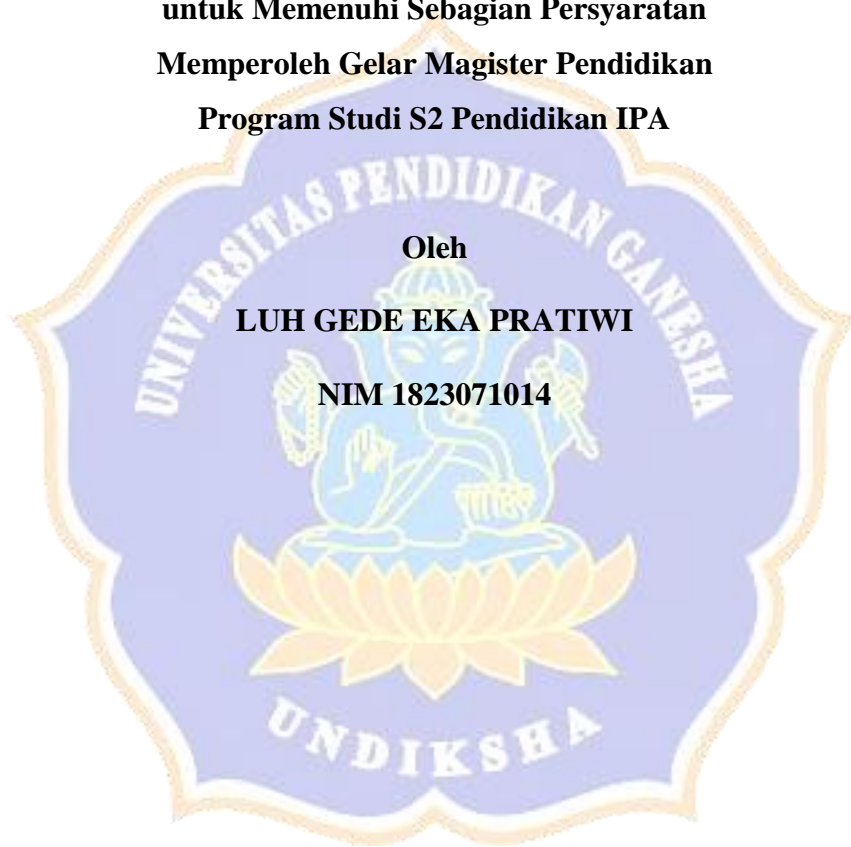 untuk Memenuhi Sebagian Persyaratan
Memperoleh Gelar Magister Pendidikan
Program Studi S2 Pendidikan IPA
UNIVERSITAS PENDIDIKAN GANESHA
Oleh
LUH GEDE EKA PRATIWI
NIM 1823071014
UNDIKSHA